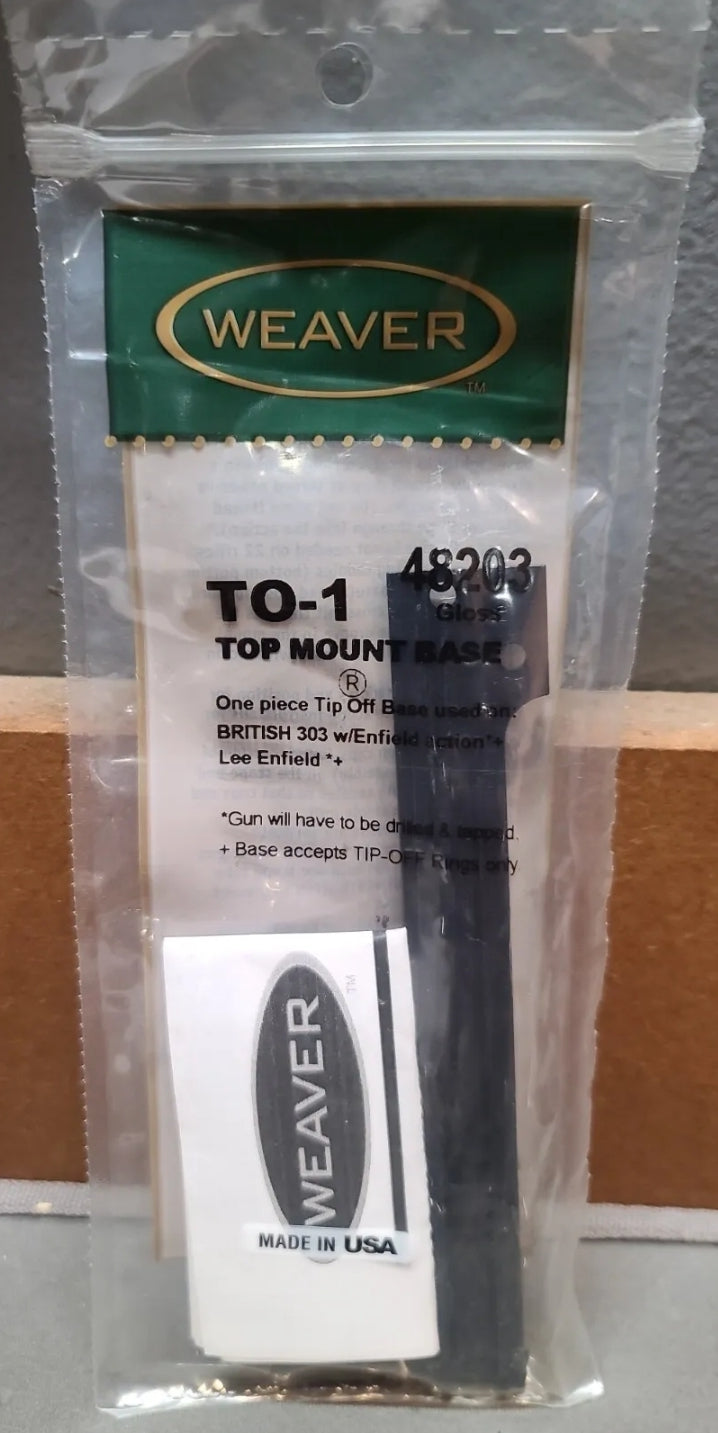 WEAVER
TM
48203
TO-1
Gloss
TOP MOUNT BASE
®
One piece Tip Off Base used on:
BRITISH 303 w/Enfield action*+
Lee Enfield *+
*Gun will have to be drilled & tapped.
+ Base accepts TIP-OFF Rings only
WEAVER
TM
MADE IN USA